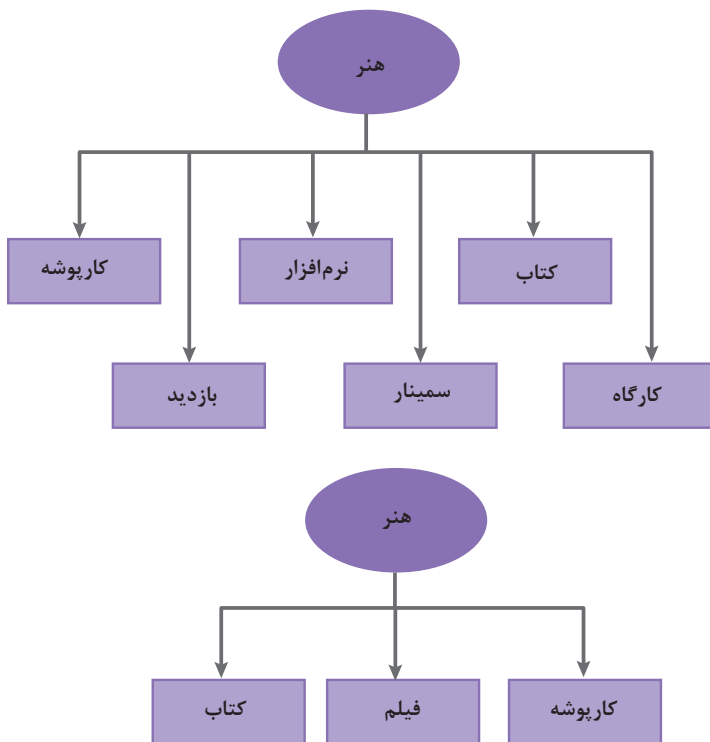 هنر
کتاب
نرم‌افزار
کارپوشه
کارگاه
سمینار
بازدید
هنر
کارپوشه
فیلم
کتاب